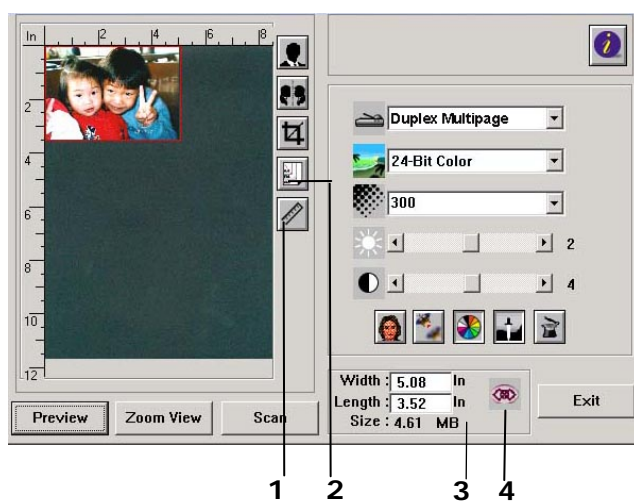 In 2 4 6 8
2
4
6
8
10
12
Duplex Multipage
24-Bit Color
300
2
4
Width : 5.08 In
Length : 3.52 In
Size : 4.61 MB
Preview Zoom View Scan
Exit
1 2 3 4